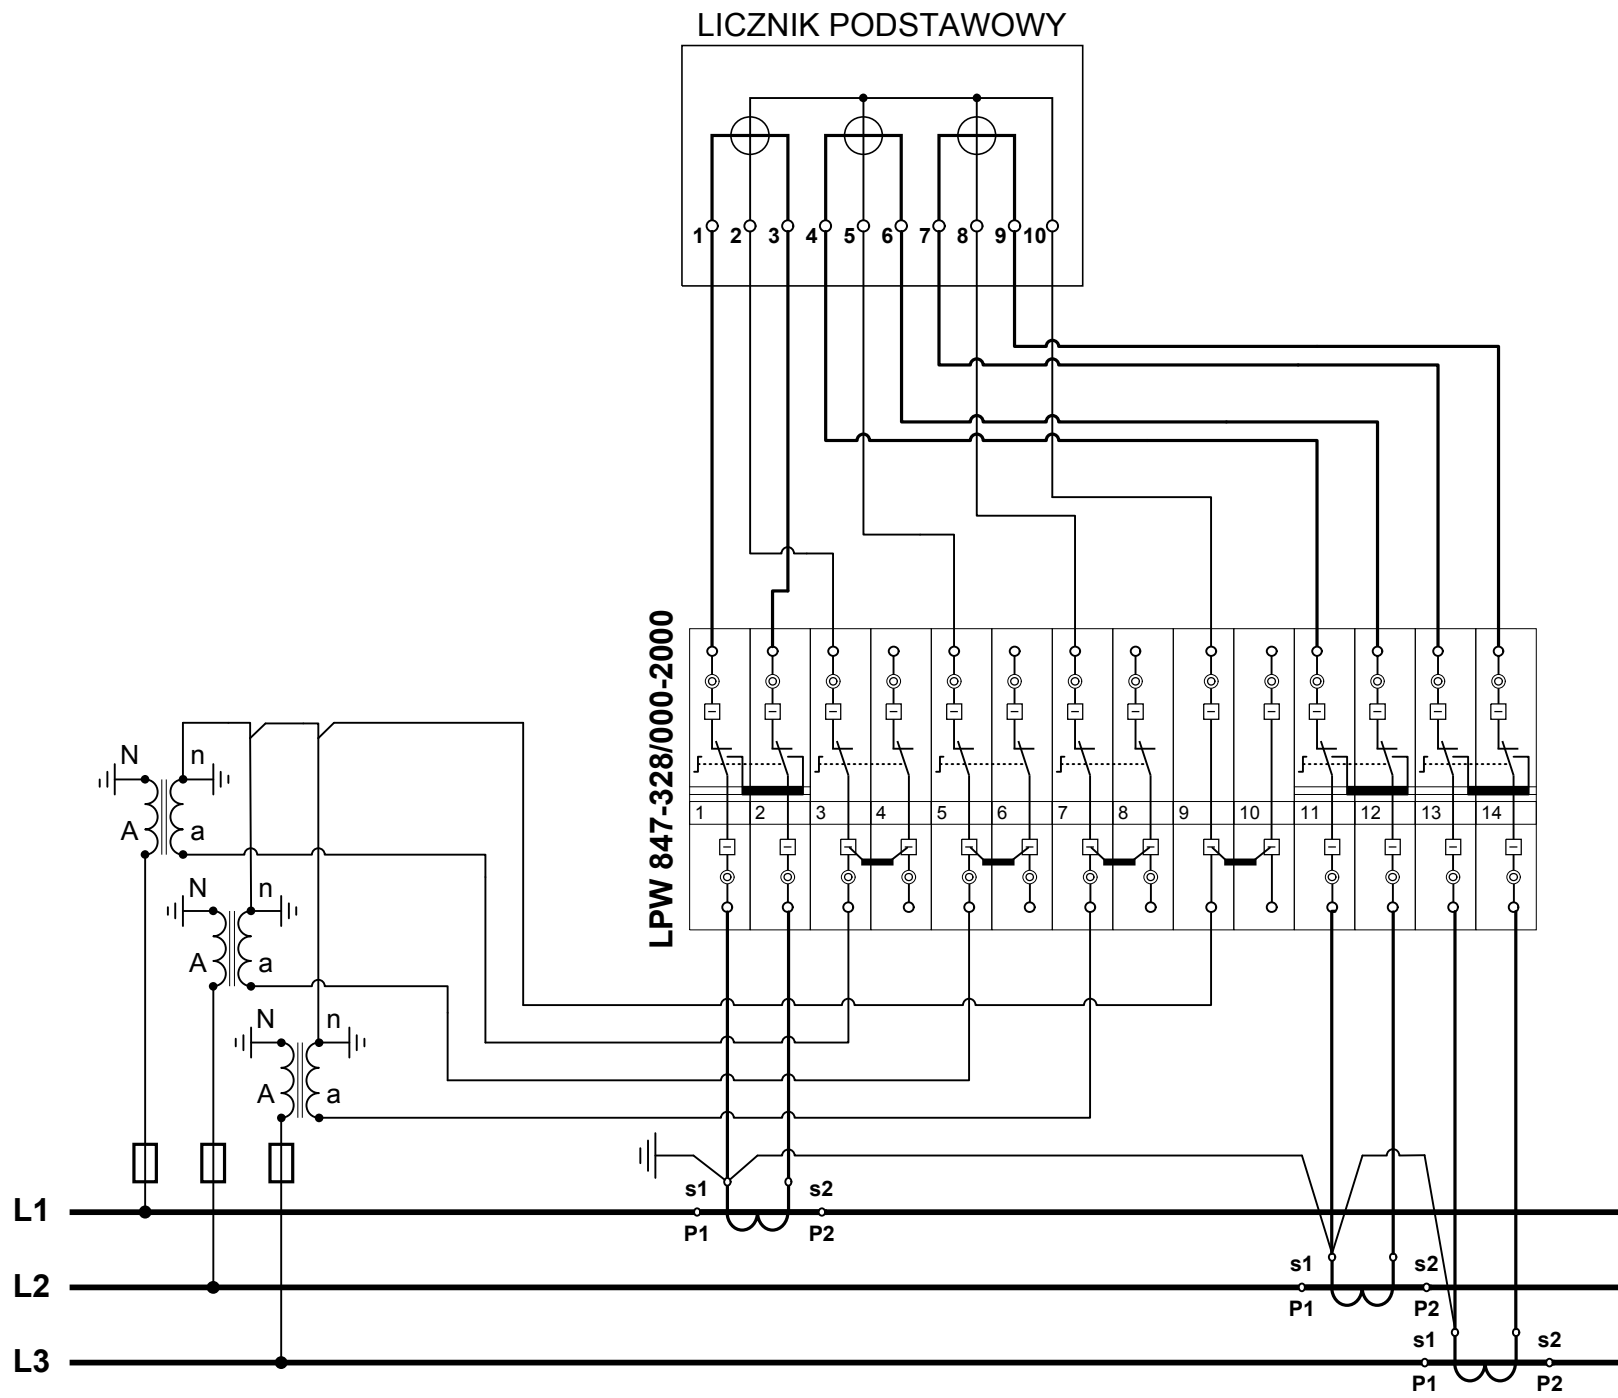 LICZNIK PODSTAWOWY
1 2 3 4 5 6 7 8 9 10
LPW 847-328/000-2000
1 2 3 4 5 6 7 8 9 10 11 12 13 14
N n
A a
N n
A a
N n
A a
s1 s2
L1
P1 P2
s1 s2
L2
P1 P2
s1 s2
L3
P1 P2